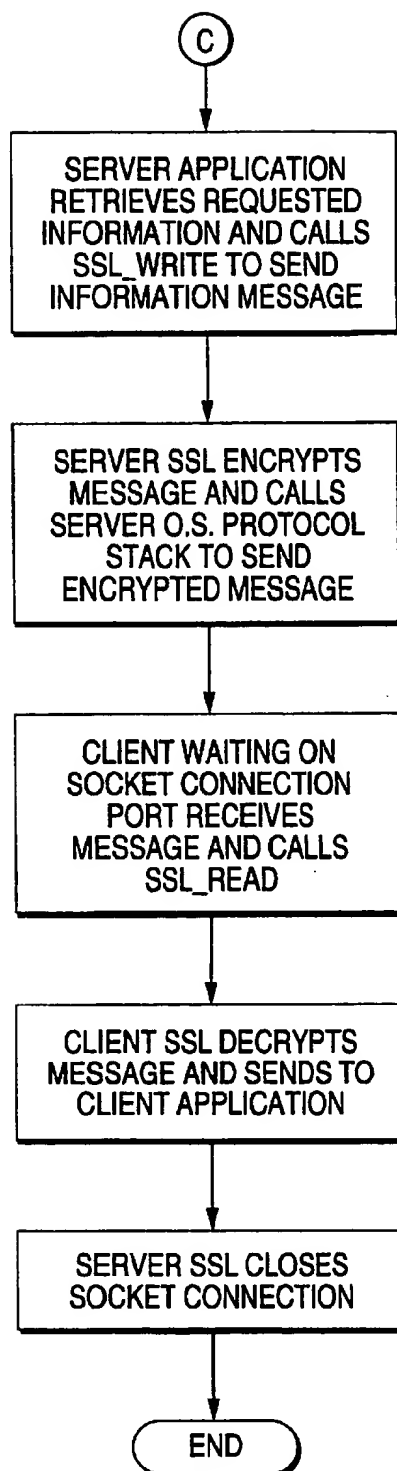 C
SERVER APPLICATION
RETRIEVES REQUESTED
INFORMATION AND CALLS
SSL_WRITE TO SEND
INFORMATION MESSAGE
SERVER SSL ENCRYPTS
MESSAGE AND CALLS
SERVER O.S. PROTOCOL
STACK TO SEND
ENCRYPTED MESSAGE
CLIENT WAITING ON
SOCKET CONNECTION
PORT RECEIVES
MESSAGE AND CALLS
SSL_READ
CLIENT SSL DECRYPTS
MESSAGE AND SENDS TO
CLIENT APPLICATION
SERVER SSL CLOSES
SOCKET CONNECTION
END